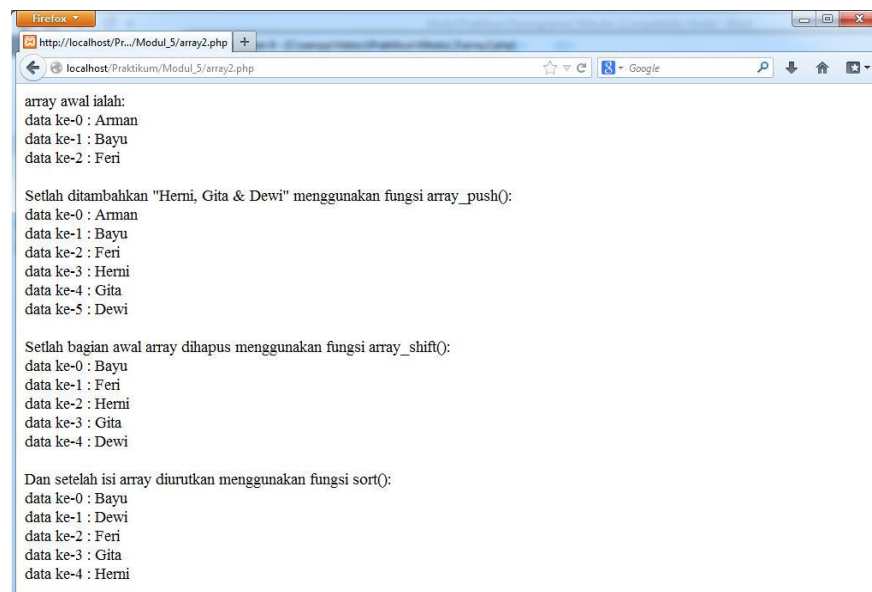 Firefox
http://localhost/Pr.../Modul_5/array2.php
localhost/Praktikum/Modul_5/array2.php
Google
array awal ialah:
data ke-0 : Arman
data ke-1 : Bayu
data ke-2 : Feri
Setlah ditambahkan "Herni, Gita & Dewi" menggunakan fungsi array_push():
data ke-0 : Arman
data ke-1 : Bayu
data ke-2 : Feri
data ke-3 : Herni
data ke-4 : Gita
data ke-5 : Dewi
Setlah bagian awal array dihapus menggunakan fungsi array_shift():
data ke-0 : Bayu
data ke-1 : Feri
data ke-2 : Herni
data ke-3 : Gita
data ke-4 : Dewi
Dan setelah isi array diurutkan menggunakan fungsi sort():
data ke-0 : Bayu
data ke-1 : Dewi
data ke-2 : Feri
data ke-3 : Gita
data ke-4 : Herni